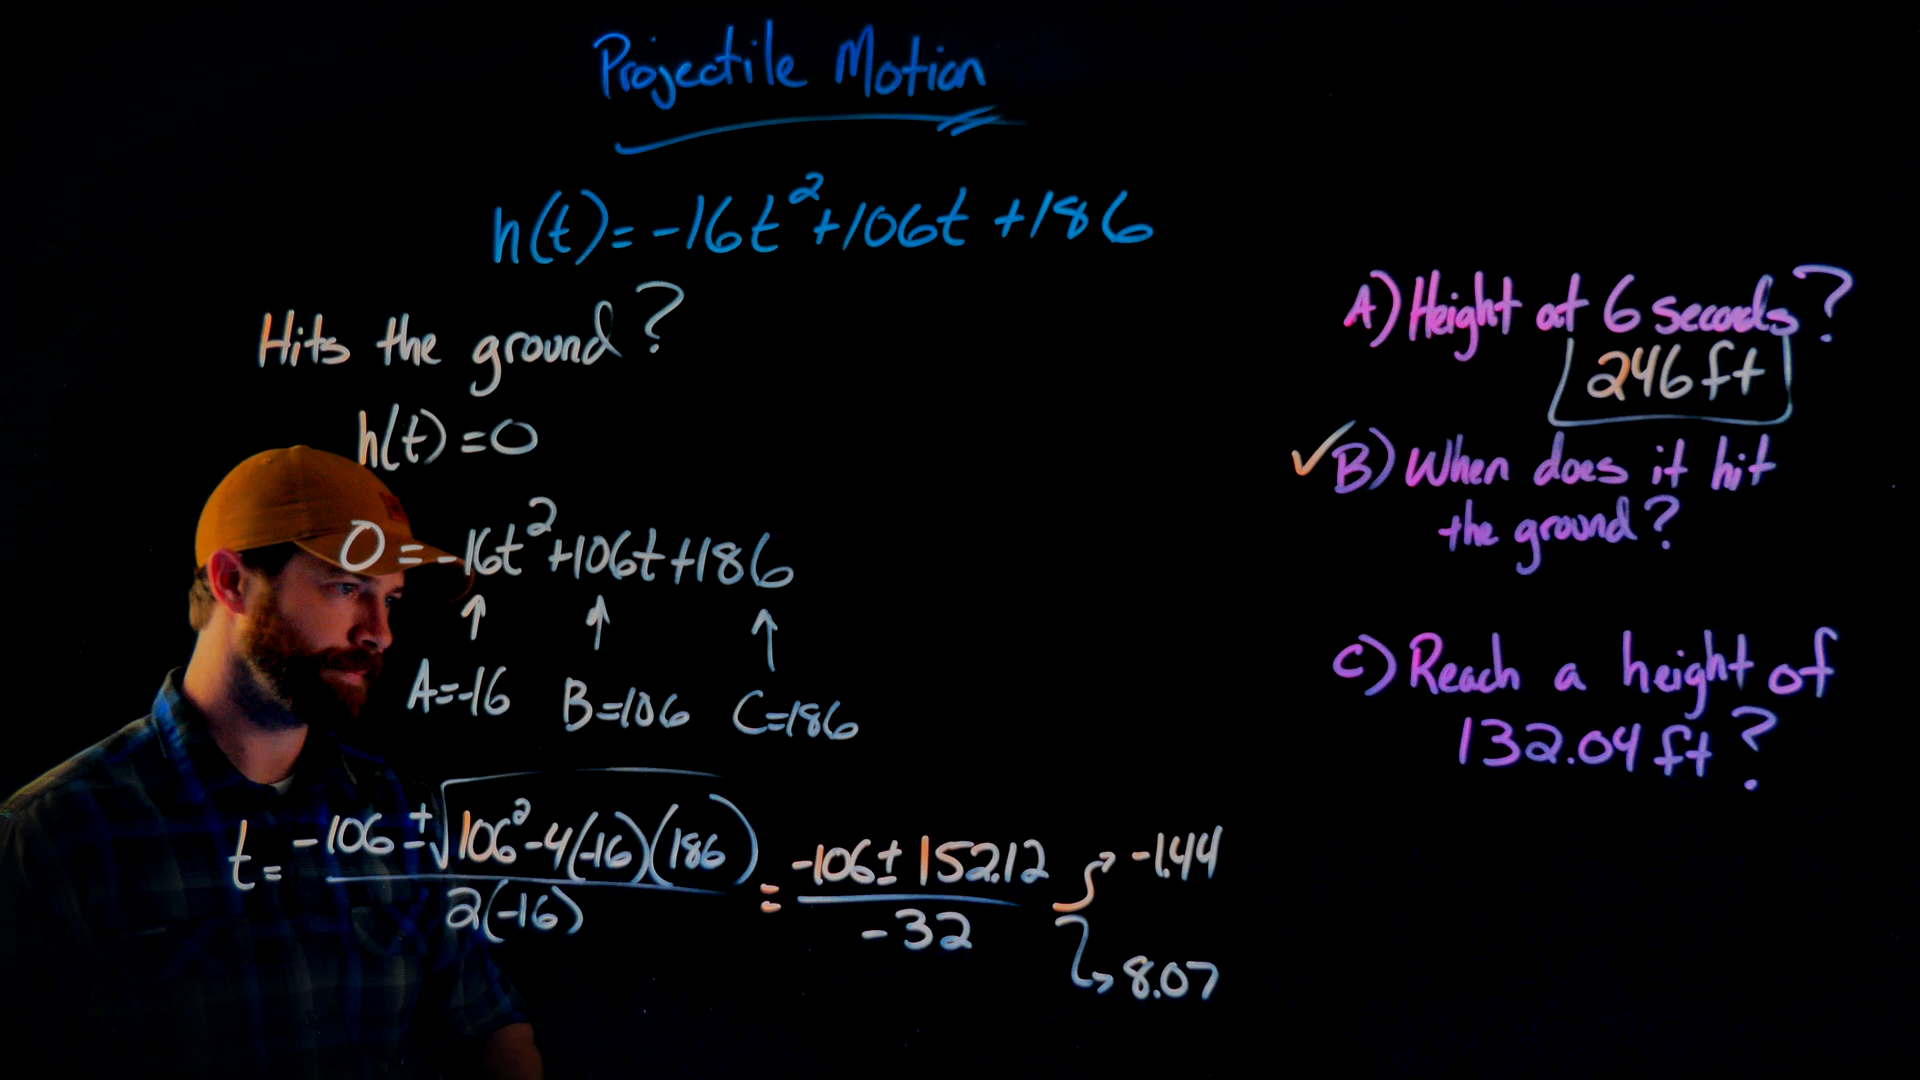 Projectile Motion
h(t)=-16t²+106t+186
Hits the ground?
h(t)=0
0=-16t²+106t+186
A=-16 B=106 C=186
t= -106±√106²-4(-16)(186) = -106±152.12 → -1.44
2(-16) -32 → 8.07
A) Height at 6 seconds?
246 ft
✓B) When does it hit
the ground?
C) Reach a height of
132.04 ft?